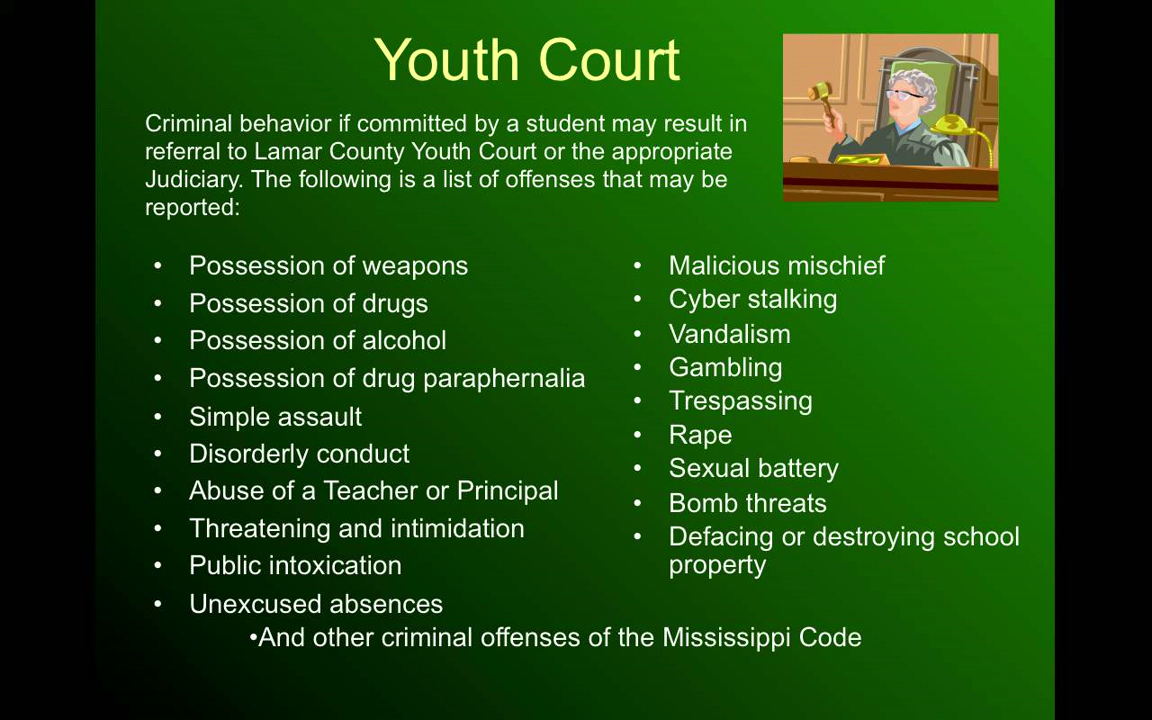 Youth Court
Criminal behavior if committed by a student may result in
referral to Lamar County Youth Court or the appropriate
Judiciary. The following is a list of offenses that may be
reported:
• Possession of weapons
• Possession of drugs
• Possession of alcohol
• Possession of drug paraphernalia
• Simple assault
• Disorderly conduct
• Abuse of a Teacher or Principal
• Threatening and intimidation
• Public intoxication
• Unexcused absences
• Malicious mischief
• Cyber stalking
• Vandalism
• Gambling
• Trespassing
• Rape
• Sexual battery
• Bomb threats
• Defacing or destroying school
property
•And other criminal offenses of the Mississippi Code